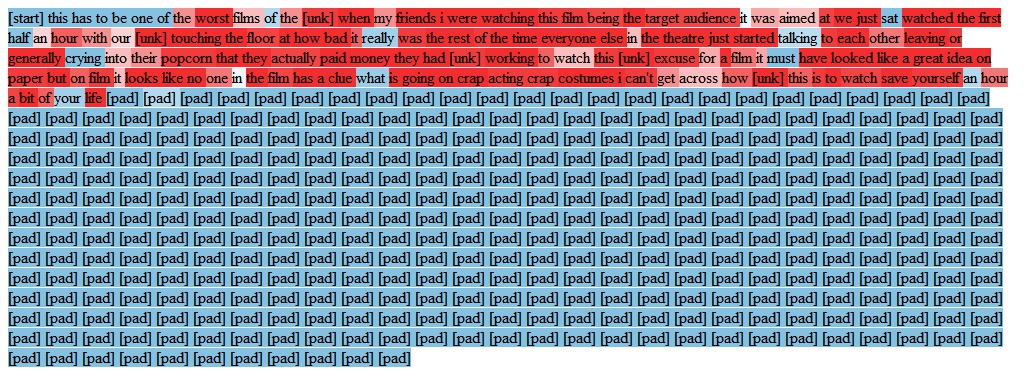 [start] this has to be one of the worst films of the [unk] when my friends i were watching this film being the target audience it was aimed at we just sat watched the first
half an hour with our [unk] touching the floor at how bad it really was the rest of the time everyone else in the theatre just started talking to each other leaving or
generally crying into their popcorn that they actually paid money they had [unk] working to watch this [unk] excuse for a film it must have looked like a great idea on
paper but on film it looks like no one in the film has a clue what is going on crap acting crap costumes i can't get across how [unk] this is to watch save yourself an hour
a bit of your life [pad] [pad] [pad] [pad] [pad] [pad] [pad] [pad] [pad] [pad] [pad] [pad] [pad] [pad] [pad] [pad] [pad] [pad] [pad] [pad] [pad] [pad] [pad] [pad]
[pad] [pad] [pad] [pad] [pad] [pad] [pad] [pad] [pad] [pad] [pad] [pad] [pad] [pad] [pad] [pad] [pad] [pad] [pad] [pad] [pad] [pad] [pad] [pad] [pad] [pad] [pad]
[pad] [pad] [pad] [pad] [pad] [pad] [pad] [pad] [pad] [pad] [pad] [pad] [pad] [pad] [pad] [pad] [pad] [pad] [pad] [pad] [pad] [pad] [pad] [pad] [pad] [pad] [pad]
[pad] [pad] [pad] [pad] [pad] [pad] [pad] [pad] [pad] [pad] [pad] [pad] [pad] [pad] [pad] [pad] [pad] [pad] [pad] [pad] [pad] [pad] [pad] [pad] [pad] [pad] [pad]
[pad] [pad] [pad] [pad] [pad] [pad] [pad] [pad] [pad] [pad] [pad] [pad] [pad] [pad] [pad] [pad] [pad] [pad] [pad] [pad] [pad] [pad] [pad] [pad] [pad] [pad] [pad]
[pad] [pad] [pad] [pad] [pad] [pad] [pad] [pad] [pad] [pad] [pad] [pad] [pad] [pad] [pad] [pad] [pad] [pad] [pad] [pad] [pad] [pad] [pad] [pad] [pad] [pad] [pad]
[pad] [pad] [pad] [pad] [pad] [pad] [pad] [pad] [pad] [pad] [pad] [pad] [pad] [pad] [pad] [pad] [pad] [pad] [pad] [pad] [pad] [pad] [pad] [pad] [pad] [pad] [pad]
[pad] [pad] [pad] [pad] [pad] [pad] [pad] [pad] [pad] [pad] [pad] [pad] [pad] [pad] [pad] [pad] [pad] [pad] [pad] [pad] [pad] [pad] [pad] [pad] [pad] [pad] [pad]
[pad] [pad] [pad] [pad] [pad] [pad] [pad] [pad] [pad] [pad] [pad] [pad] [pad] [pad] [pad] [pad] [pad] [pad] [pad] [pad] [pad] [pad] [pad] [pad] [pad] [pad] [pad]
[pad] [pad] [pad] [pad] [pad] [pad] [pad] [pad] [pad] [pad] [pad] [pad] [pad] [pad] [pad] [pad] [pad] [pad] [pad] [pad] [pad] [pad] [pad] [pad] [pad] [pad] [pad]
[pad] [pad] [pad] [pad] [pad] [pad] [pad] [pad] [pad] [pad] [pad] [pad] [pad] [pad] [pad] [pad] [pad] [pad] [pad] [pad] [pad] [pad] [pad] [pad] [pad] [pad] [pad]
[pad] [pad] [pad] [pad] [pad] [pad] [pad] [pad] [pad] [pad] [pad] [pad] [pad] [pad] [pad] [pad] [pad] [pad] [pad] [pad] [pad] [pad] [pad] [pad] [pad] [pad] [pad]
[pad] [pad] [pad] [pad] [pad] [pad] [pad] [pad] [pad] [pad] [pad] [pad] [pad] [pad] [pad] [pad] [pad] [pad] [pad] [pad] [pad] [pad] [pad] [pad] [pad] [pad] [pad]
[pad] [pad] [pad] [pad] [pad] [pad] [pad] [pad] [pad] [pad] [pad]